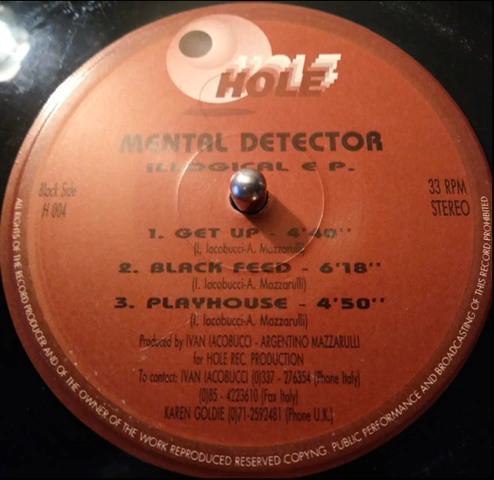 HOLE
MENTAL DETECTOR
ILLOGICAL E P.
Black Side
H 004
33 RPM
STEREO
1. GET UP - 4'40''
(I. Iacobucci-A. Mazzarulli)
2. BLACK FEED - 6'18''
(I. Iacobucci-A. Mazzarulli)
3. PLAYHOUSE - 4'50''
(I. Iacobucci-A. Mazzarulli)
Produced by IVAN IACOBUCCI - ARGENTINO MAZZARULLI
for HOLE REC. PRODUCTION
To contact: IVAN IACOBUCCI (0)337 - 276354 (Phone Italy)
(0)85 - 4223610 (Fax Italy)
KAREN GOLDIE (0)71-2592481 (Phone U.K.)
ALL RIGHTS OF THE RECORD PRODUCER AND OF THE OWNER OF THE WORK REPRODUCED RESERVED COPYNG PUBLIC PERFORMANCE AND BROADCASTING OF THIS RECORD PROHIBITED